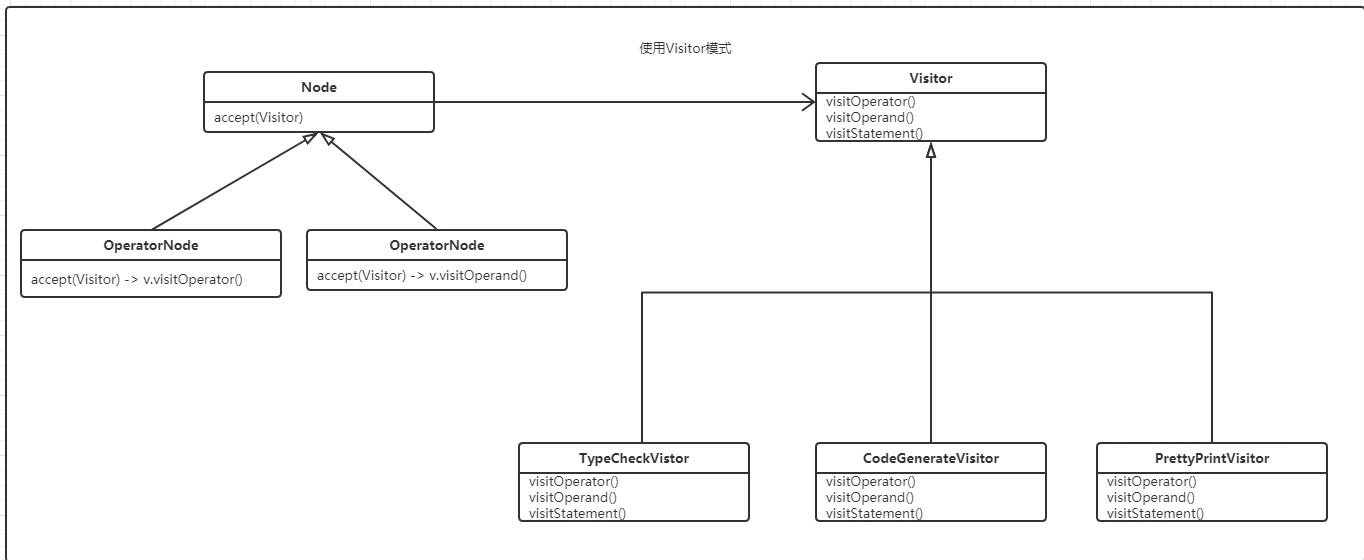 使用Visitor模式
Node
accept(Visitor)
Visitor
visitOperator()
visitOperand()
visitStatement()
OperatorNode
accept(Visitor) -> v.visitOperator()
OperatorNode
accept(Visitor) -> v.visitOperand()
TypeCheckVistor
visitOperator()
visitOperand()
visitStatement()
CodeGenerateVisitor
visitOperator()
visitOperand()
visitStatement()
PrettyPrintVisitor
visitOperator()
visitOperand()
visitStatement()